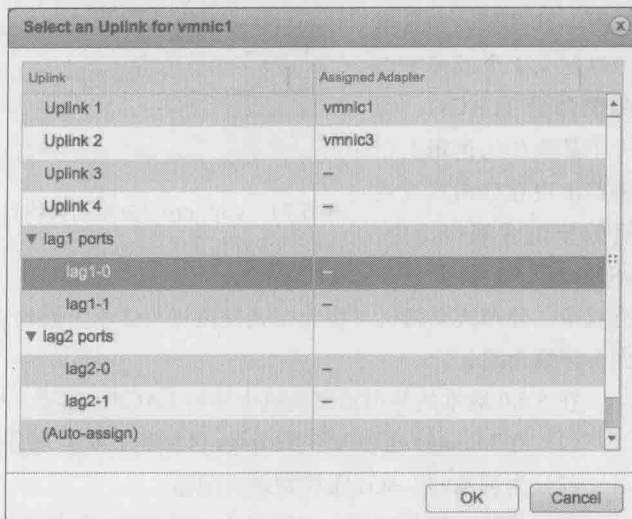 Select an Uplink for vmnic1
Uplink Assigned Adapter
Uplink 1 vmnic1
Uplink 2 vmnic3
Uplink 3 –
Uplink 4 –
▼ lag1 ports
lag1-0 –
lag1-1 –
▼ lag2 ports
lag2-0 –
lag2-1 –
(Auto-assign)
OK Cancel